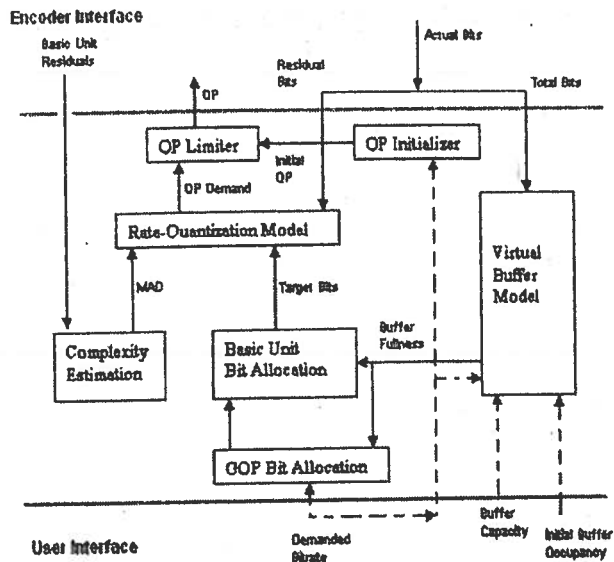 Encoder Interface
Basic Unit
Residuals
Actual Bits
Residual
Bits
Total Bits
QP
QP Limiter
Initial
QP
QP Initializer
QP Demand
Rate-Quantization Model
Virtual
Buffer
Model
MAD
Target Bits
Buffer
Fullness
Complexity
Estimation
Basic Unit
Bit Allocation
GOP Bit Allocation
User Interface
Demanded
Bitrate
Buffer
Capacity
Initial Buffer
Occupancy